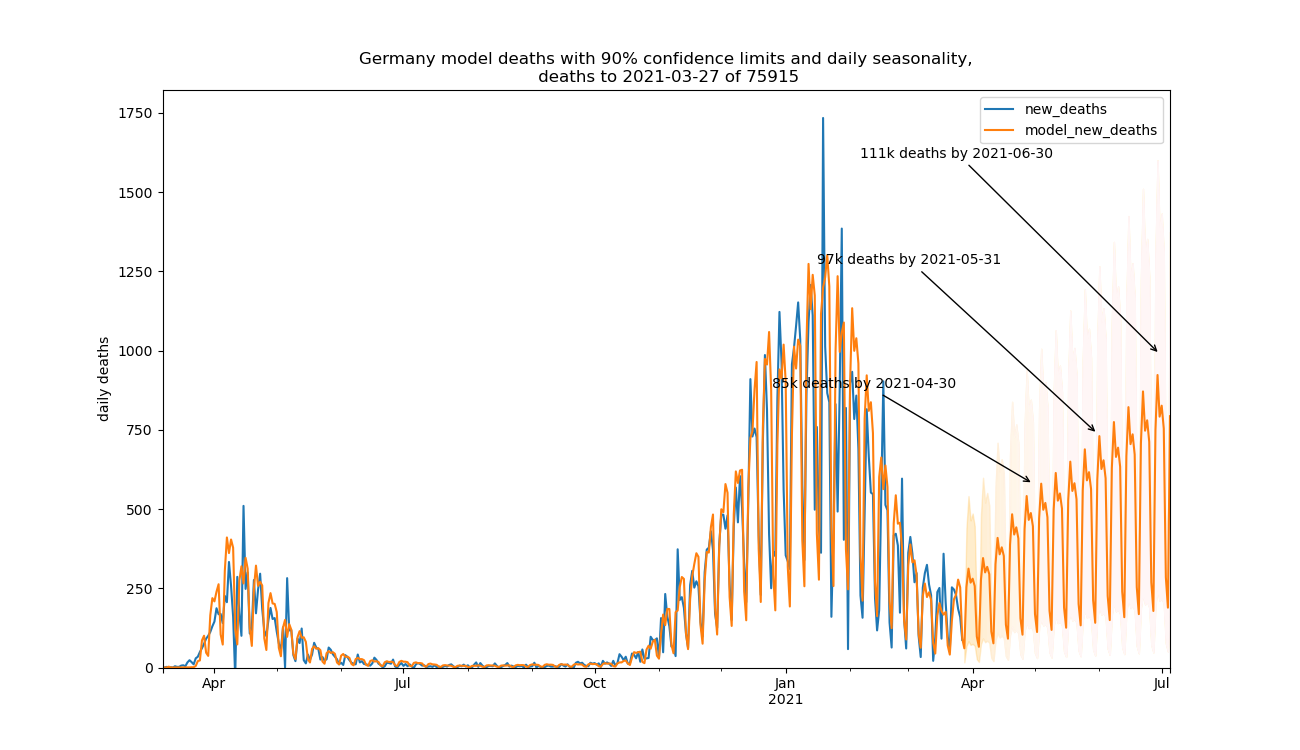 Germany model deaths with 90% confidence limits and daily seasonality,
deaths to 2021-03-27 of 75915
new_deaths
model_new_deaths
111k deaths by 2021-06-30
97k deaths by 2021-05-31
85k deaths by 2021-04-30
daily deaths
1750
1500
1250
1000
750
500
250
0
Apr
Jul
Oct
Jan
2021
Apr
Jul